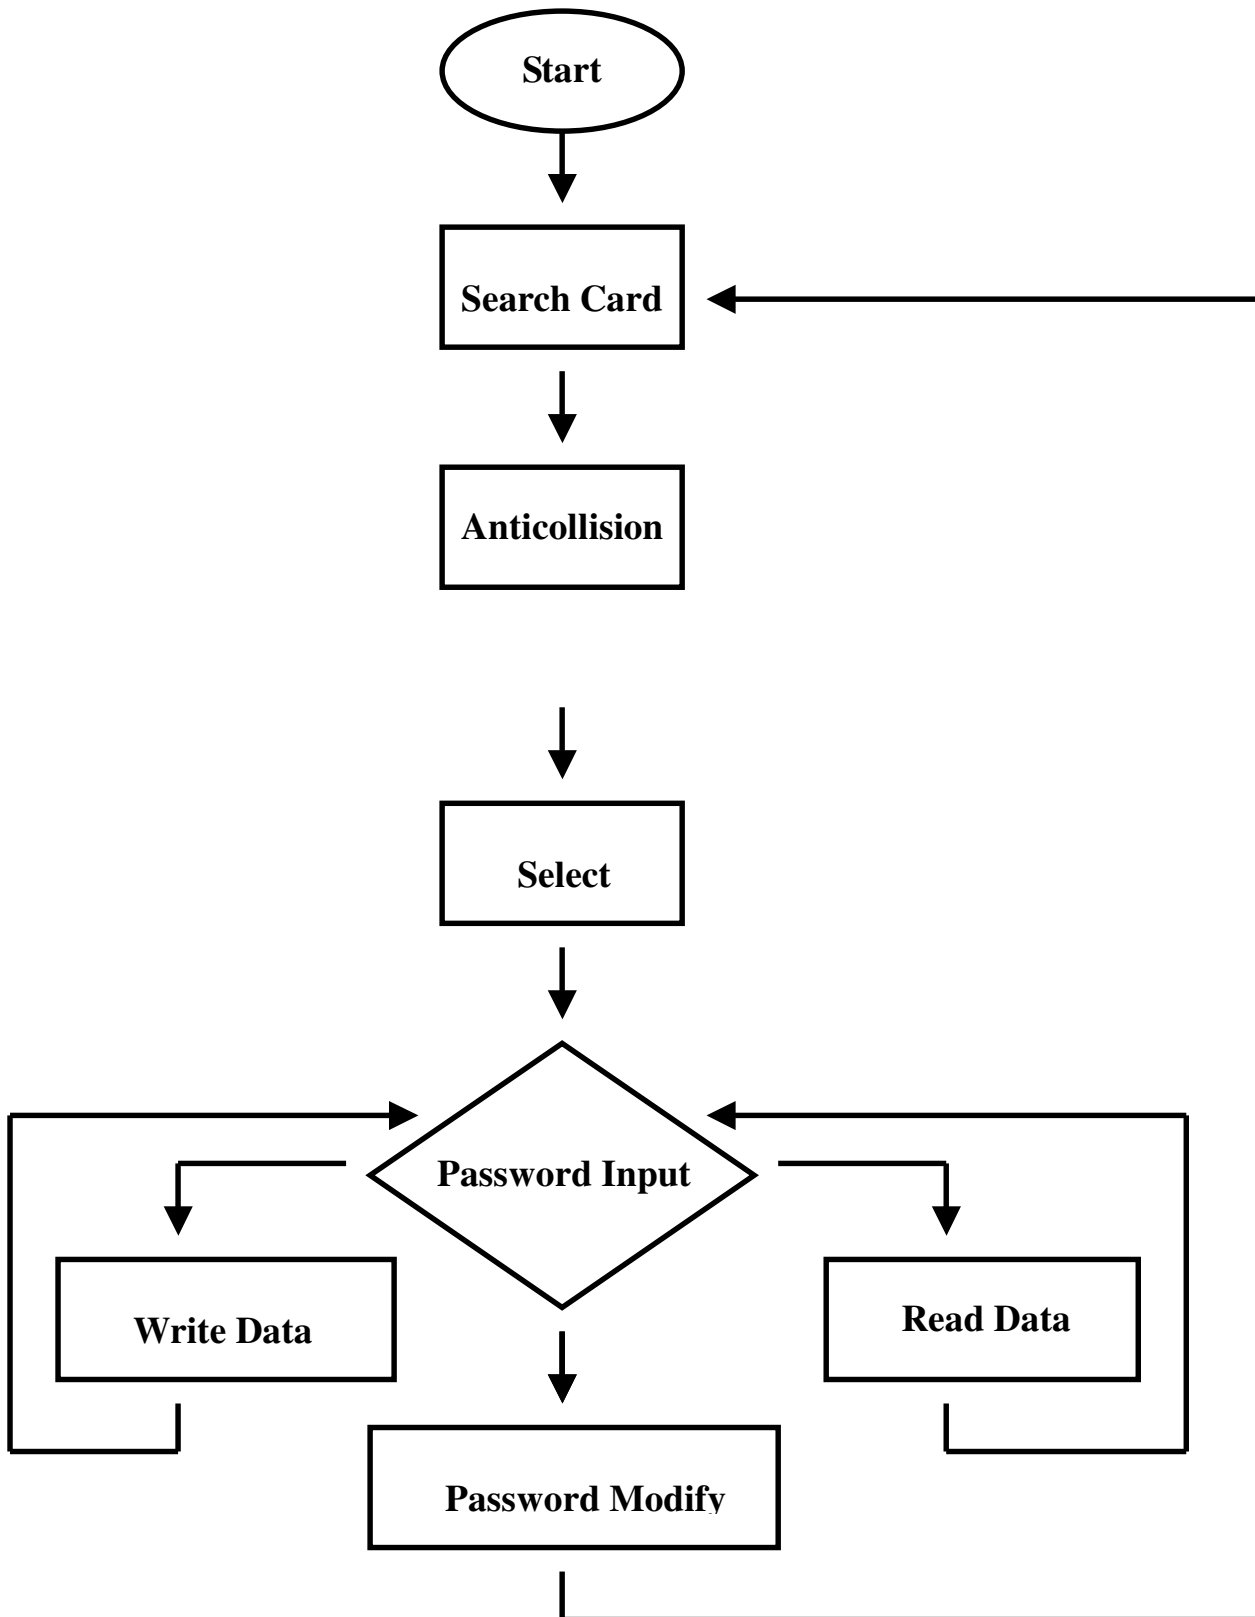 Start
Search Card
Anticollision
Select
Password Input
Write Data
Read Data
Password Modify